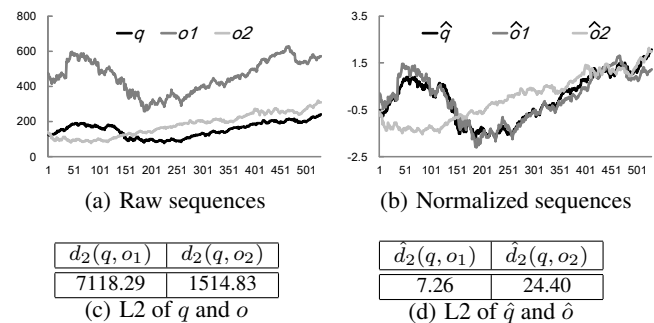 800
600
400
200
0
q o1 o2
1 51 101 151 201 251 301 351 401 451 501
(a) Raw sequences
3.5
0.5
-0.5
-2.5
q̂ ô1 ô2
1 51 101 151 201 251 301 351 401 451 501
(b) Normalized sequences
d₂(q, o₁) d₂(q, o₂)
7118.29 1514.83
(c) L2 of q and o
d̂₂(q, o₁) d̂₂(q, o₂)
7.26 24.40
(d) L2 of q̂ and ô